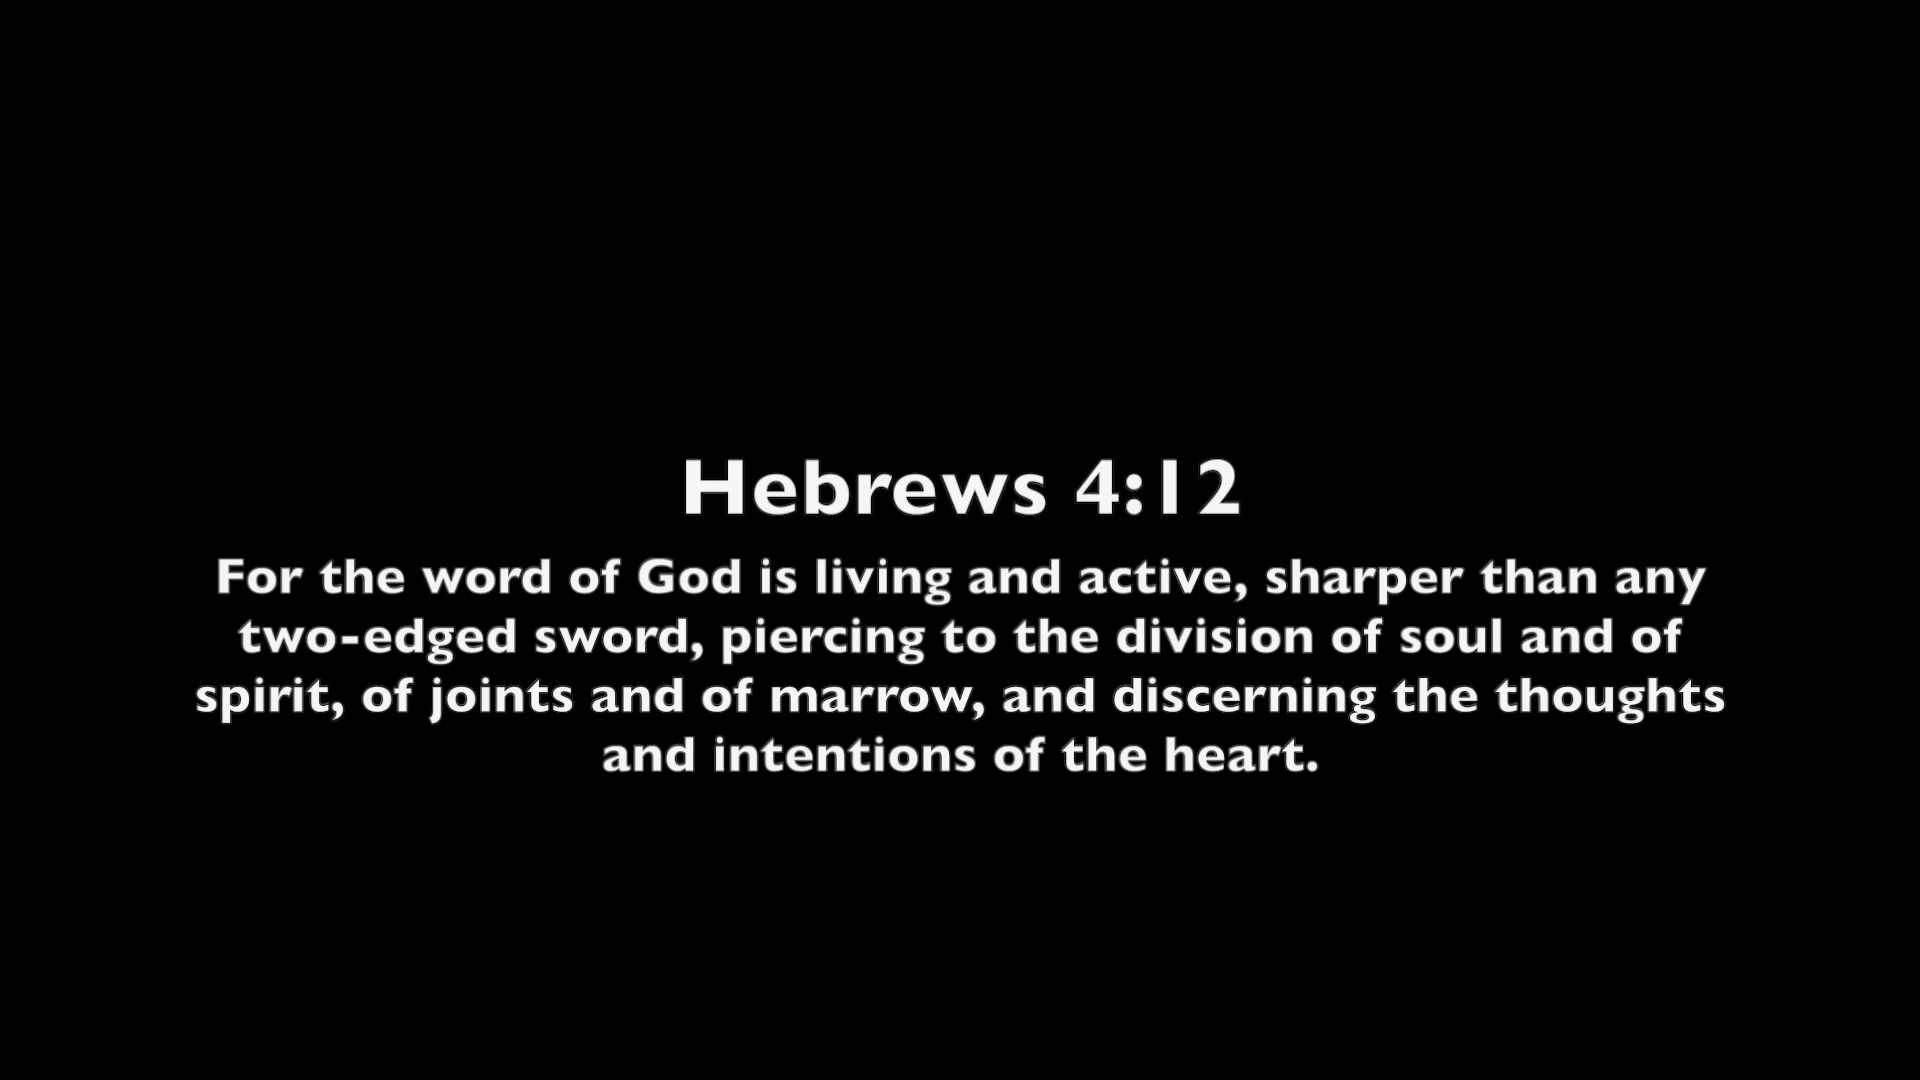 Hebrews 4:12
For the word of God is living and active, sharper than any
two-edged sword, piercing to the division of soul and of
spirit, of joints and of marrow, and discerning the thoughts
and intentions of the heart.